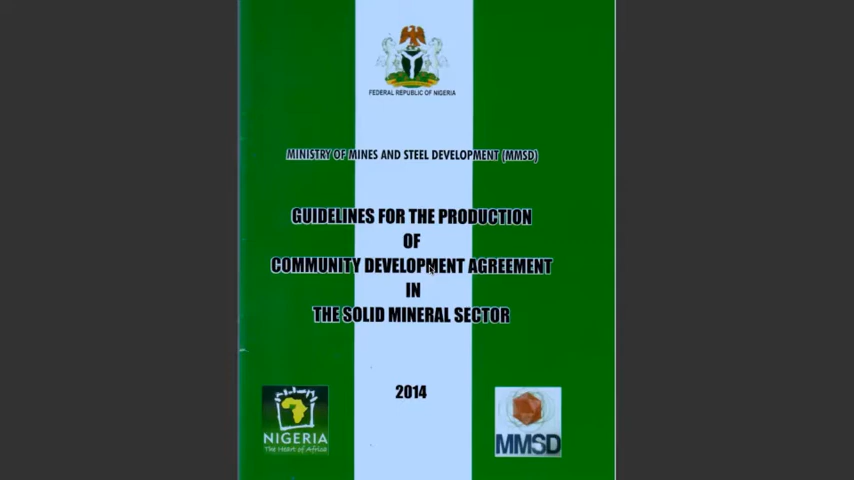 FEDERAL REPUBLIC OF NIGERIA
MINISTRY OF MINES AND STEEL DEVELOPMENT (MMSD)
GUIDELINES FOR THE PRODUCTION
OF
COMMUNITY DEVELOPMENT AGREEMENT
IN
THE SOLID MINERAL SECTOR
2014
NIGERIA
The Heart of Africa
MMSD